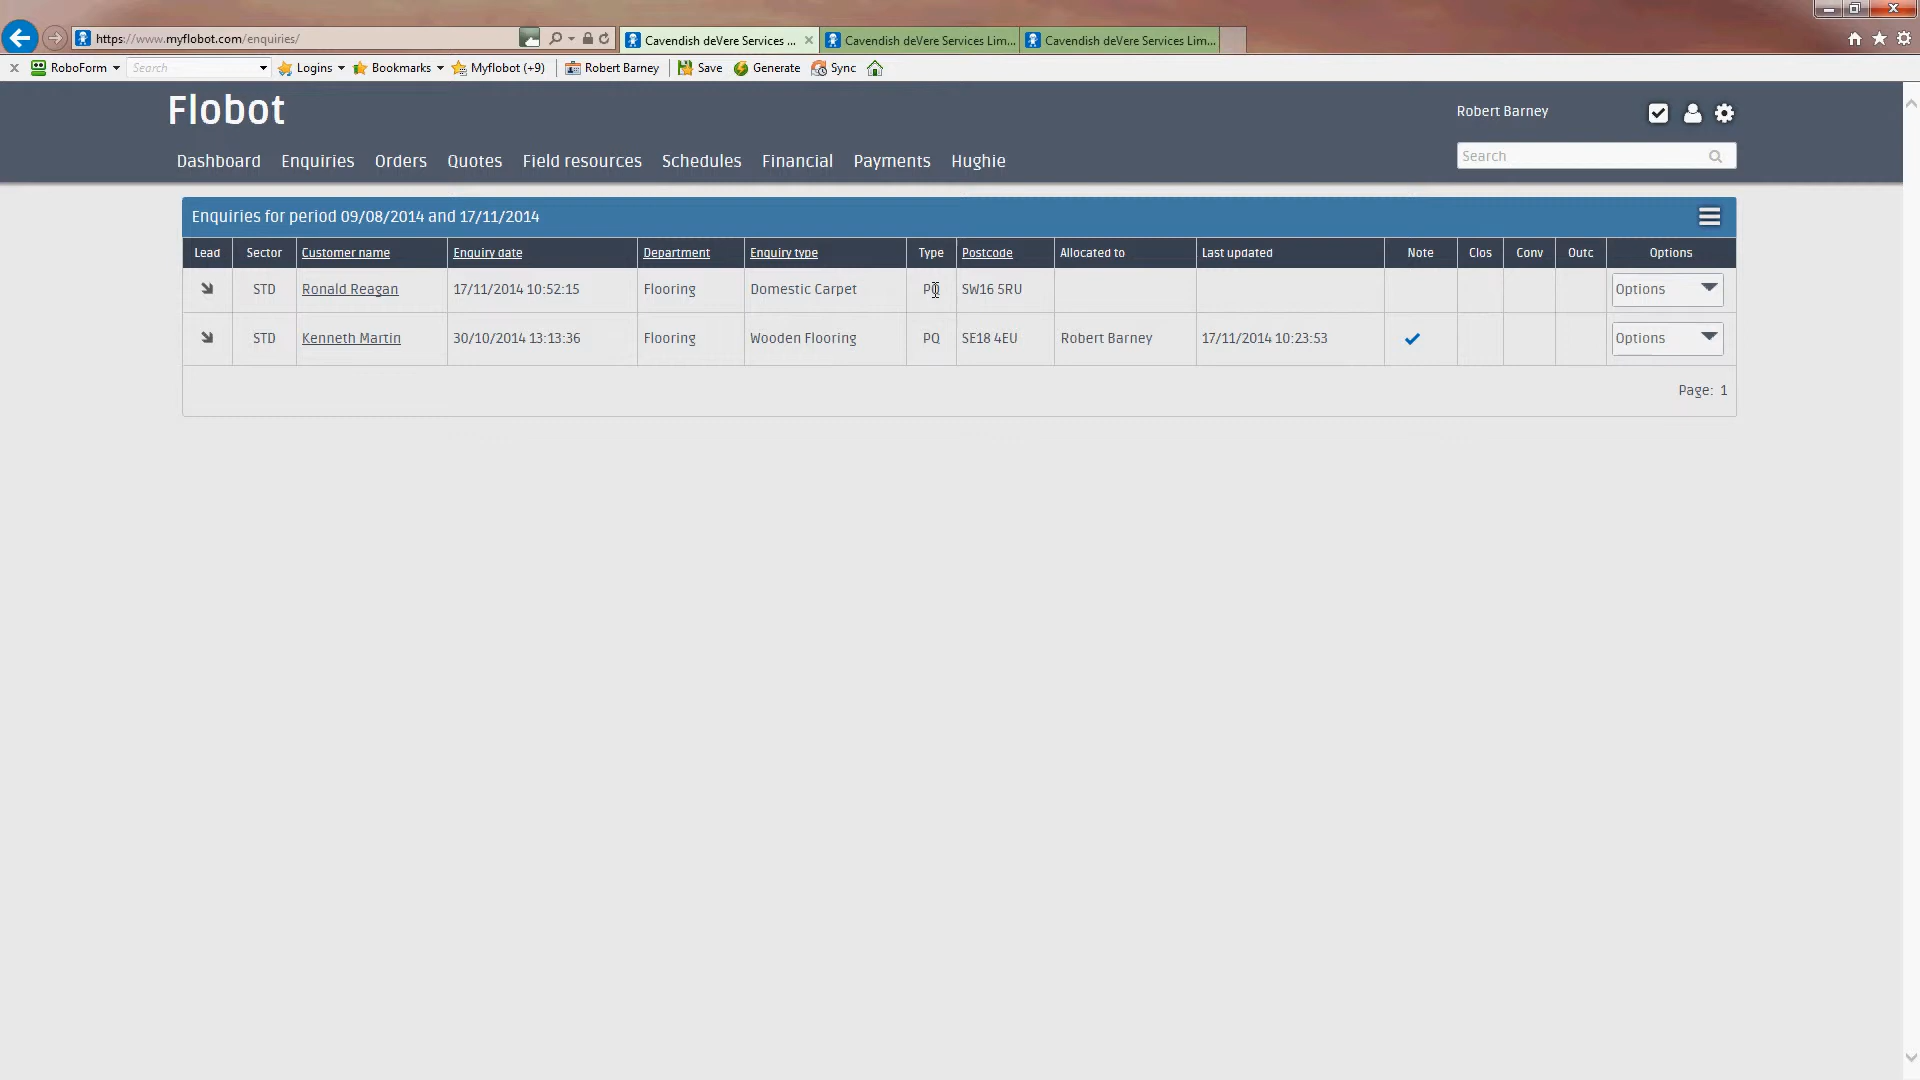 https://www.myflobot.com/enquiries/ Cavendish deVere Services ... Cavendish deVere Services Lim... Cavendish deVere Services Lim...
RoboForm Search Logins Bookmarks Myflobot (+9) Robert Barney Save Generate Sync
Flobot
Robert Barney
Dashboard Enquiries Orders Quotes Field resources Schedules Financial Payments Hughie
Search
Enquiries for period 09/08/2014 and 17/11/2014
Lead Sector Customer name Enquiry date Department Enquiry type Type Postcode Allocated to Last updated Note Clos Conv Outc Options
STD Ronald Reagan 17/11/2014 10:52:15 Flooring Domestic Carpet PQ SW16 5RU Options
STD Kenneth Martin 30/10/2014 13:13:36 Flooring Wooden Flooring PQ SE18 4EU Robert Barney 17/11/2014 10:23:53 Options
Page: 1